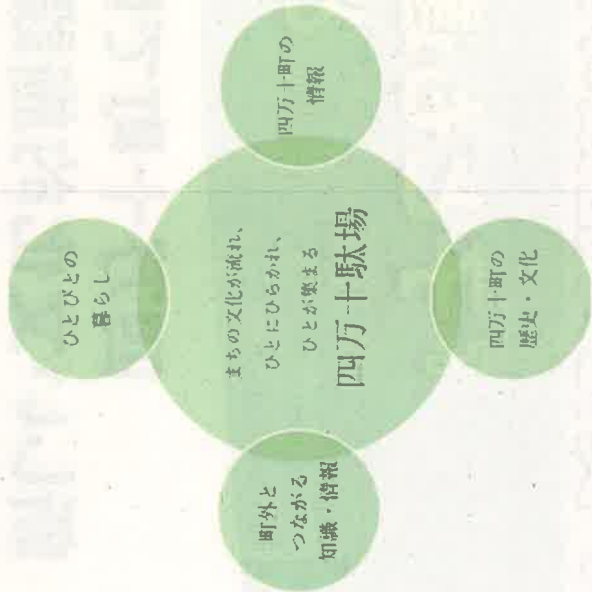 町外と
つながる
知識・情報
四万十町の
歴史・文化
まちの文化が流れ、
ひとにひらかれ、
ひとが集まる
四万十駄場
ひとびとの
暮らし
四万十町の
情報